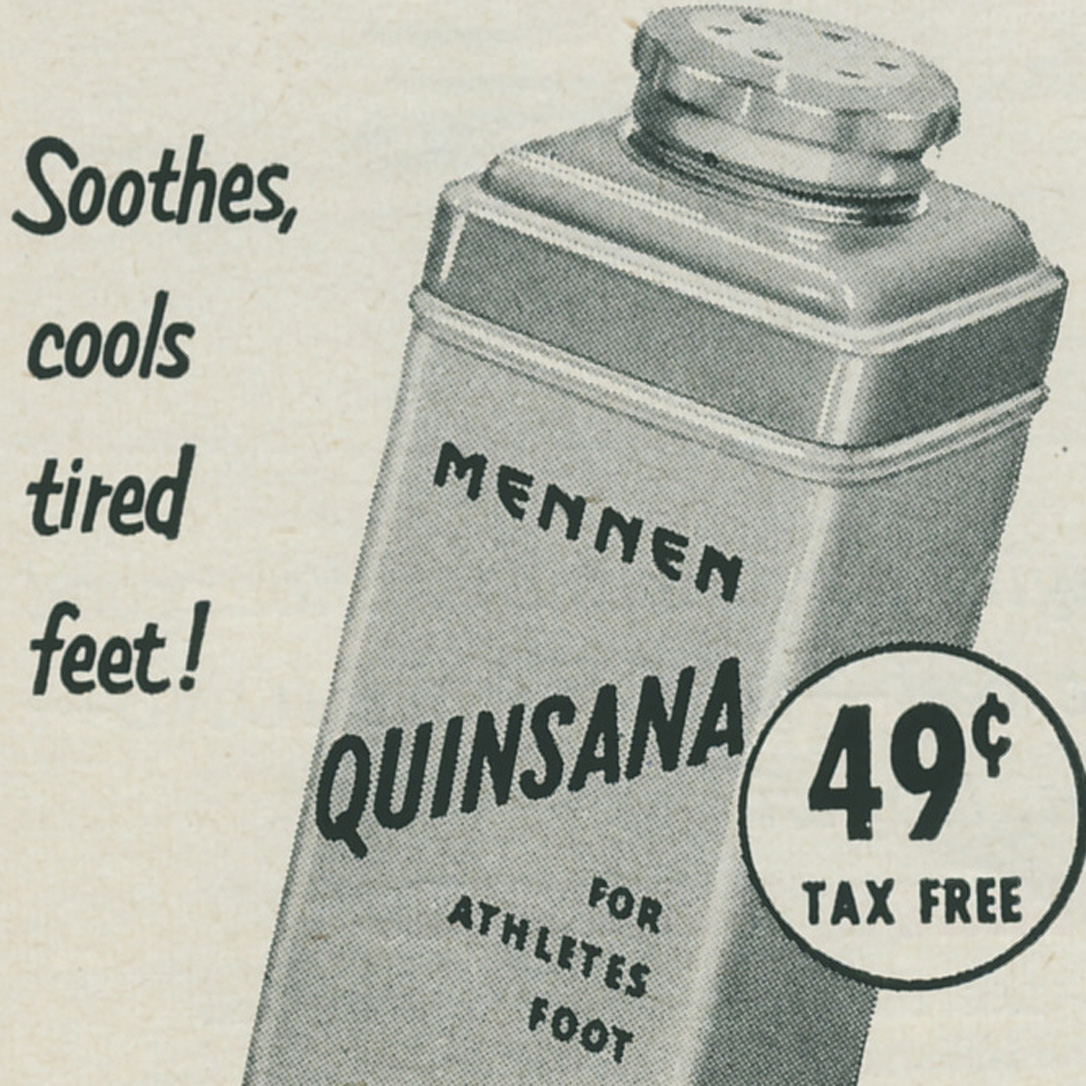 Soothes,
cools
tired
feet!
MENNEN
QUINSANA
FOR
ATHLETES
FOOT
49¢
TAX FREE